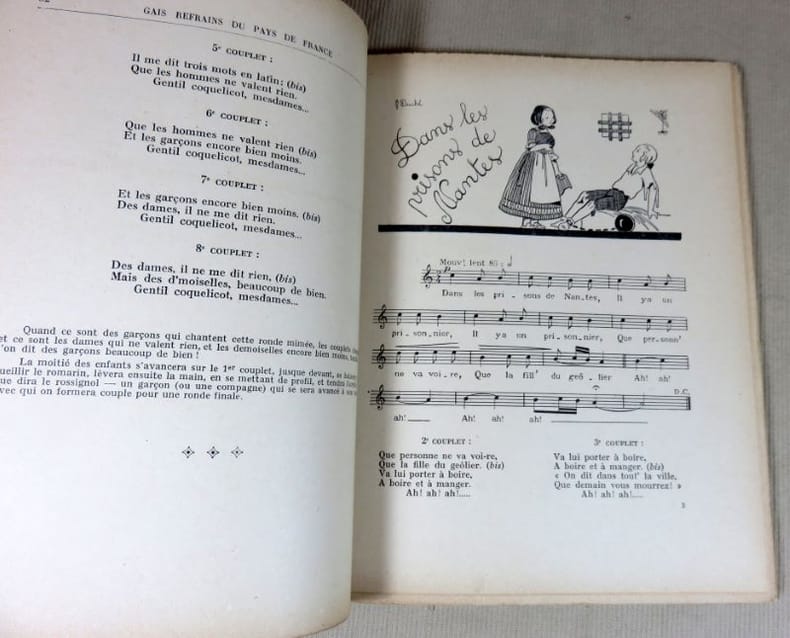 GAIS REFRAINS DU PAYS DE FRANCE
5e COUPLET :
Il me dit trois mots en latin; (bis)
Que les hommes ne valent rien.
Gentil coquelicot, mesdames...
6e COUPLET :
Que les hommes ne valent rien (bis)
Et les garçons encore bien moins.
Gentil coquelicot, mesdames...
7e COUPLET :
Et les garçons encore bien moins. (bis)
Des dames, il ne me dit rien.
Gentil coquelicot, mesdames...
8e COUPLET :
Des dames, il ne me dit rien, (bis)
Mais des d'moiselles, beaucoup de bien.
Gentil coquelicot, mesdames...
Quand ce sont des garçons qui chantent cette ronde mimée, les couplets
et ce sont les dames qui ne valent rien, et les demoiselles encore bien moins,
'on dit des garçons beaucoup de bien !
La moitié des enfants s'avancera sur le 1er couplet, jusque devant, se
ueillir le romarin, lèvera ensuite la main, en se mettant de profil, et tendra
ue dira le rossignol — un garçon (ou une compagne) qui se sera avancé
vec qui on formera couple pour une ronde finale.
Dans les
prisons de
Nantes
Mouvt lent 85 :
Dans les pri - sons de Nan-tes, Il ya un
pri-son-nier, Il ya un pri-son-nier, Que person'
ne va voi-re, Que la fill' du geô-lier Ah! ah!
D.C.
ah! Ah! ah! ah!
2e COUPLET :
Que personne ne va voi-re,
Que la fille du geôlier. (bis)
Va lui porter à boire,
A boire et à manger.
Ah! ah! ah!.....
3e COUPLET :
Va lui porter à boire,
A boire et à manger. (bis)
« On dit dans tout' la ville,
Que demain vous mourrez! »
Ah! ah! ah!.....
3